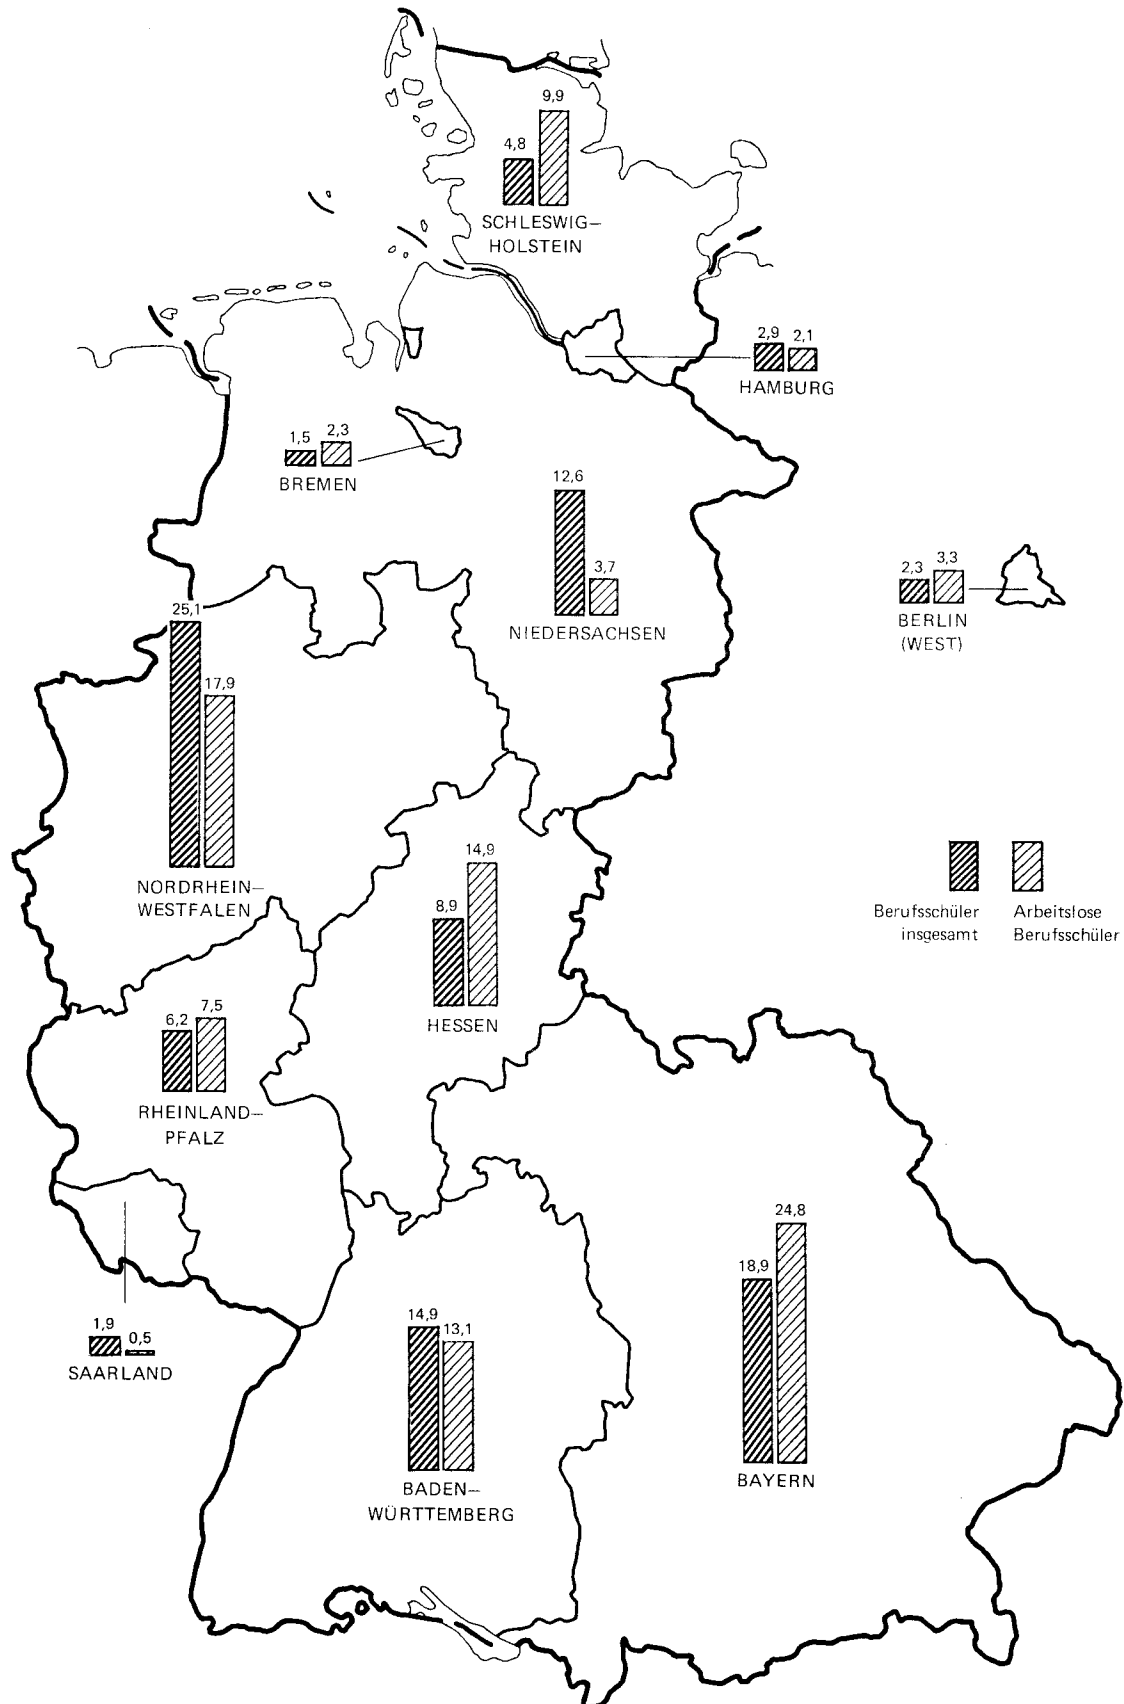 9,9
4,8
SCHLESWIG–
HOLSTEIN
2,9 2,1
HAMBURG
1,5 2,3
BREMEN
12,6
3,7
NIEDERSACHSEN
2,3 3,3
BERLIN
(WEST)
25,1
17,9
NORDRHEIN–
WESTFALEN
14,9
8,9
HESSEN
Berufsschüler
insgesamt
Arbeitslose
Berufsschüler
6,2 7,5
RHEINLAND–
PFALZ
1,9 0,5
SAARLAND
14,9 13,1
BADEN–
WÜRTTEMBERG
24,8
18,9
BAYERN